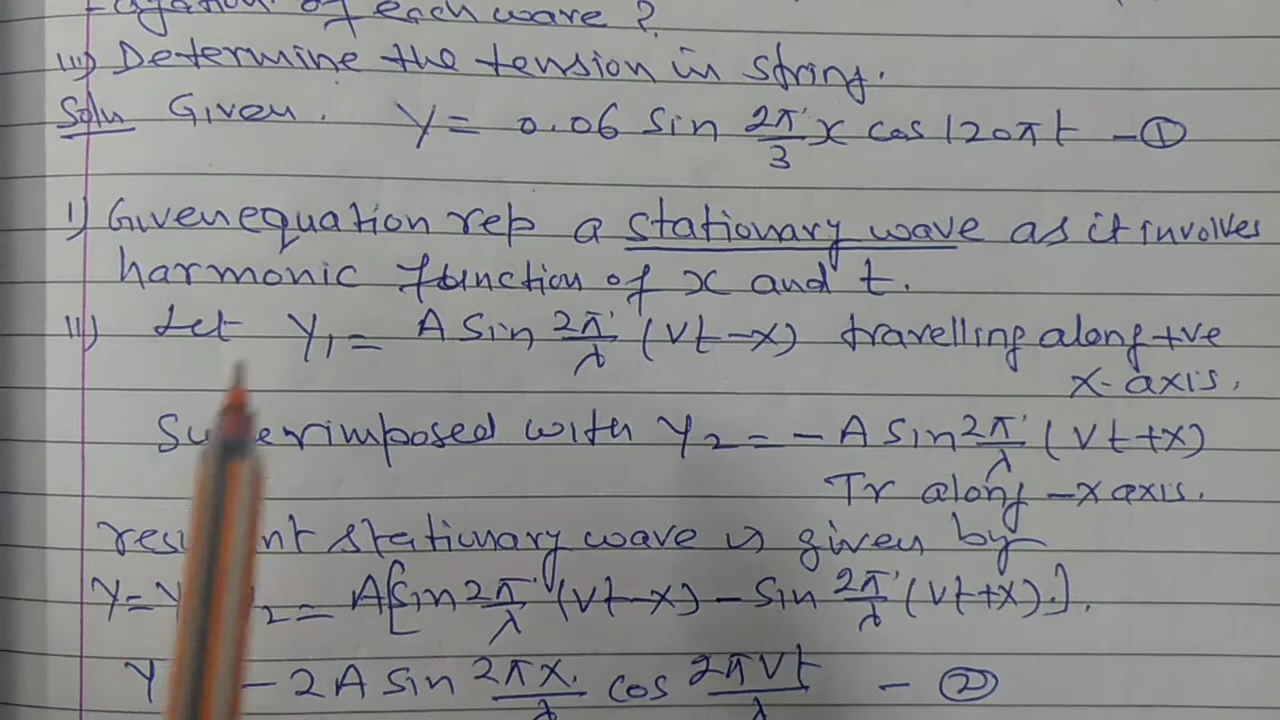 of each wave?
III) Determine the tension in string.
Soln Given. Y = 0.06 Sin 2π/3 x cos 120πt - ①
I) Given equation rep a stationary wave as it involves
harmonic function of x and t.
II) Let Y₁ = A Sin 2π/λ (Vt-x) travelling along +ve
x-axis.
Superimposed with Y₂ = -A Sin 2π/λ (Vt+x)
Tr along -x axis.
stationary wave is given by
Y = A[Sin 2π/λ (Vt-x) - Sin 2π/λ (Vt+x).].
Y - 2A Sin 2πx/λ cos 2πVt/λ - ②